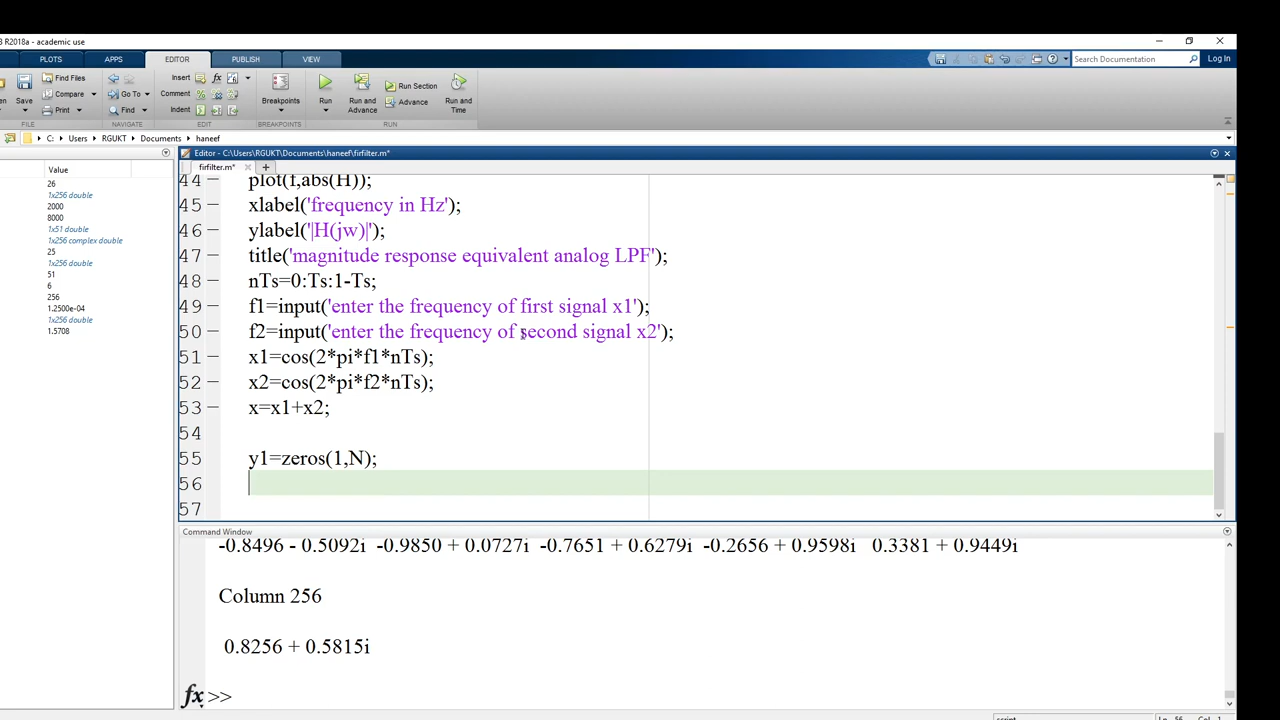 B R2018a - academic use
PLOTS APPS EDITOR PUBLISH VIEW
Search Documentation Log In
Save Find Files Compare Print
Go To Find
Insert Comment Indent
fx
Breakpoints
Run
Run and Advance
Run Section
Advance
Run and Time
FILE NAVIGATE EDIT BREAKPOINTS RUN
C: Users RGUKT Documents haneef
Value
26
1x256 double
2000
8000
1x51 double
1x256 complex double
25
1x256 double
51
6
256
1.2500e-04
1x256 double
1.5708
Editor - C:\Users\RGUKT\Documents\haneef\firfilter.m*
firfilter.m*
44 plot(f,abs(H));
45 xlabel('frequency in Hz');
46 ylabel('|H(jw)|');
47 title('magnitude response equivalent analog LPF');
48 nTs=0:Ts:1-Ts;
49 f1=input('enter the frequency of first signal x1');
50 f2=input('enter the frequency of second signal x2');
51 x1=cos(2*pi*f1*nTs);
52 x2=cos(2*pi*f2*nTs);
53 x=x1+x2;
54
55 y1=zeros(1,N);
56
57
Command Window
-0.8496 - 0.5092i -0.9850 + 0.0727i -0.7651 + 0.6279i -0.2656 + 0.9598i 0.3381 + 0.9449i
Column 256
0.8256 + 0.5815i
fx >>